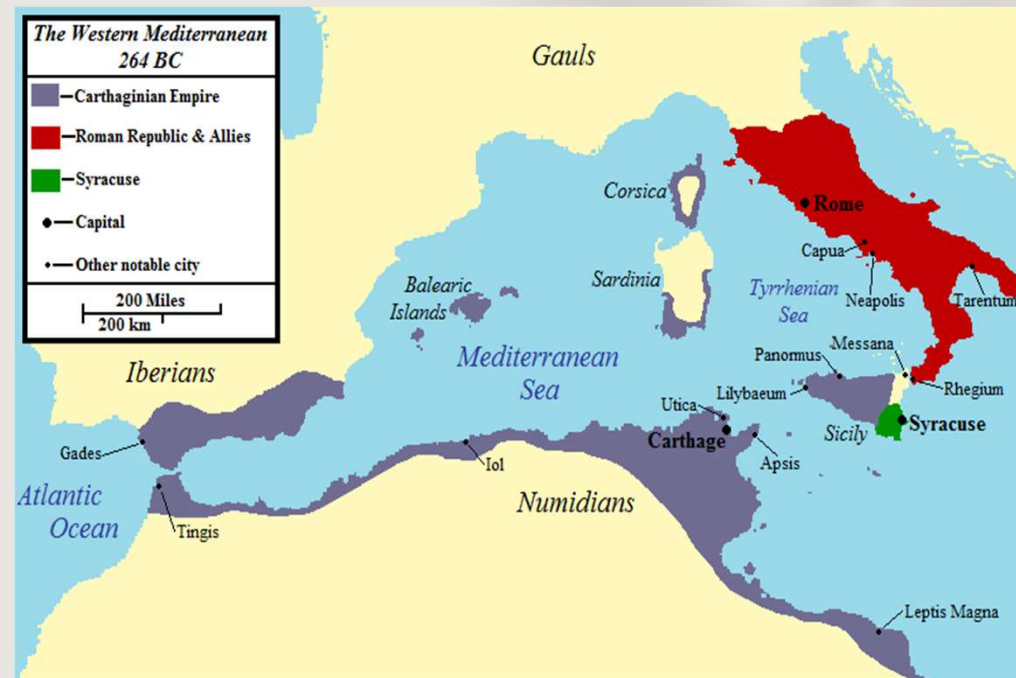 The Western Mediterranean
264 BC
Carthaginian Empire
Roman Republic & Allies
Syracuse
Capital
Other notable city
200 Miles
200 km
Gauls
Corsica
Rome
Capua
Sardinia
Balearic
Islands
Tyrrhenian
Sea
Neapolis
Tarentum
Mediterranean
Sea
Messana
Panormus
Iberians
Lilybaeum
Rhegium
Utica
Syracuse
Sicily
Carthage
Gades
Iol
Apsis
Atlantic
Ocean
Numidians
Tingis
Leptis Magna